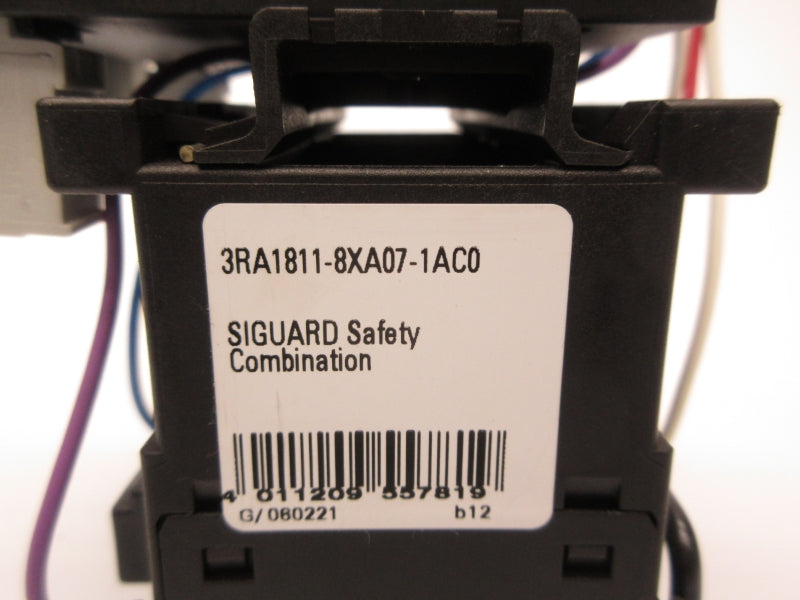 3RA1811-8XA07-1AC0
SIGUARD Safety
Combination
4 011209 557819
G/060221 b12